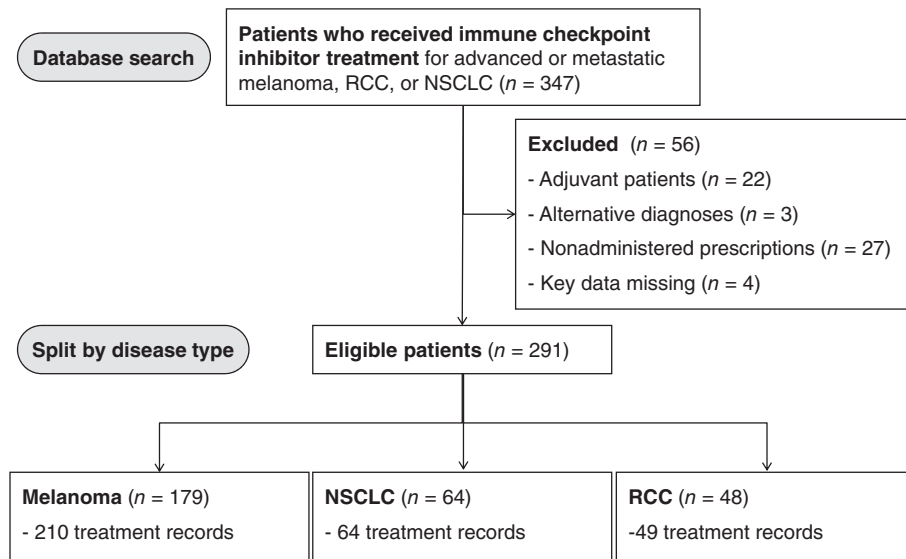 Database search
Patients who received immune checkpoint
inhibitor treatment for advanced or metastatic
melanoma, RCC, or NSCLC (n = 347)
Excluded (n = 56)
- Adjuvant patients (n = 22)
- Alternative diagnoses (n = 3)
- Nonadministered prescriptions (n = 27)
- Key data missing (n = 4)
Split by disease type
Eligible patients (n = 291)
Melanoma (n = 179)
- 210 treatment records
NSCLC (n = 64)
- 64 treatment records
RCC (n = 48)
-49 treatment records